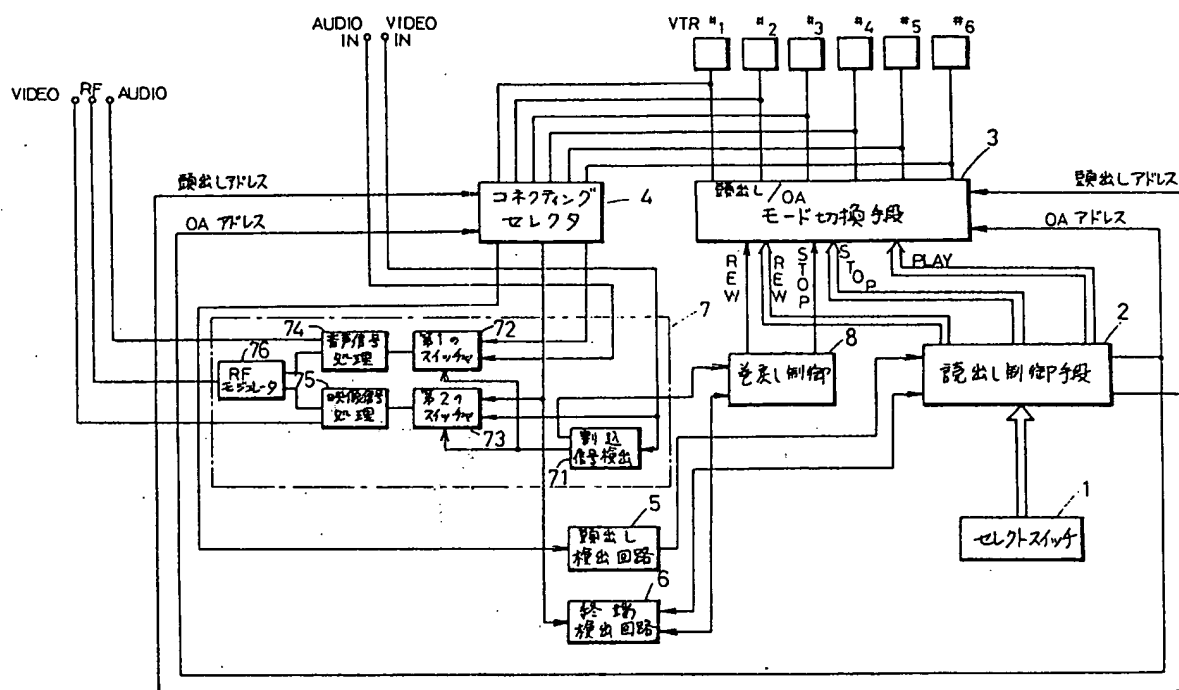 AUDIO IN
VIDEO IN
VTR #1 #2 #3 #4 #5 #6
VIDEO RF AUDIO
3
頭出しアドレス
コネクティング
セレクタ
4
頭出し/OA
モード切換手段
頭出しアドレス
OA アドレス
OA アドレス
REW
REW
STOP
STOP
PLAY
7
74
音声信号
処理
72
第1の
スイッチャ
2
読出し制御手段
76
RF
モジュレータ
8
巻戻し制御
75
映像信号
処理
第2の
スイッチャ
73
割込
信号検出
71
1
セレクトスイッチ
5
頭出し
検出回路
6
終端
検出回路